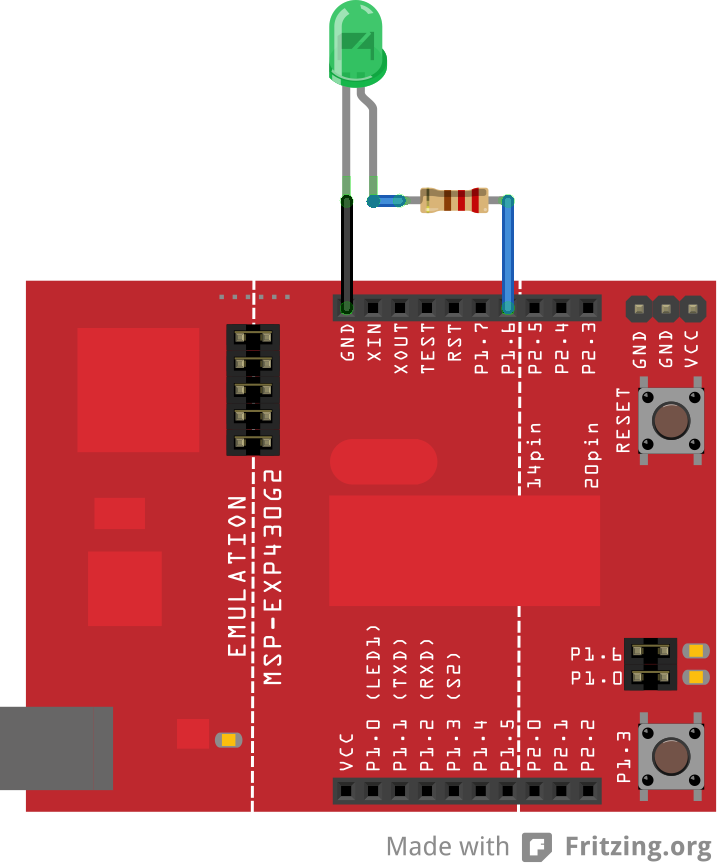 GND
XIN
XOUT
TEST
RST
P1.7
P1.6
P2.5
P2.4
P2.3
GND
GND
VCC
RESET
14pin
20pin
EMULATION
MSP-EXP430G2
P1.6
P1.0
VCC
P1.0 (LED1)
P1.1 (TXD)
P1.2 (RXD)
P1.3 (S2)
P1.4
P1.5
P2.0
P2.1
P2.2
P1.3
Made with Fritzing.org